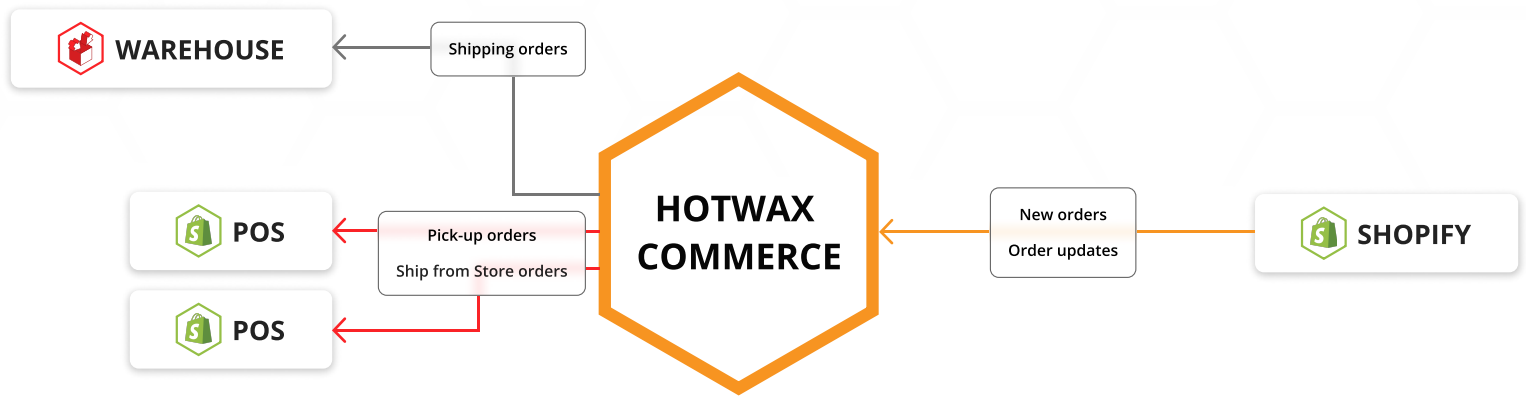 WAREHOUSE
Shipping orders
HOTWAX
COMMERCE
POS
Pick-up orders
Ship from Store orders
POS
New orders
Order updates
SHOPIFY